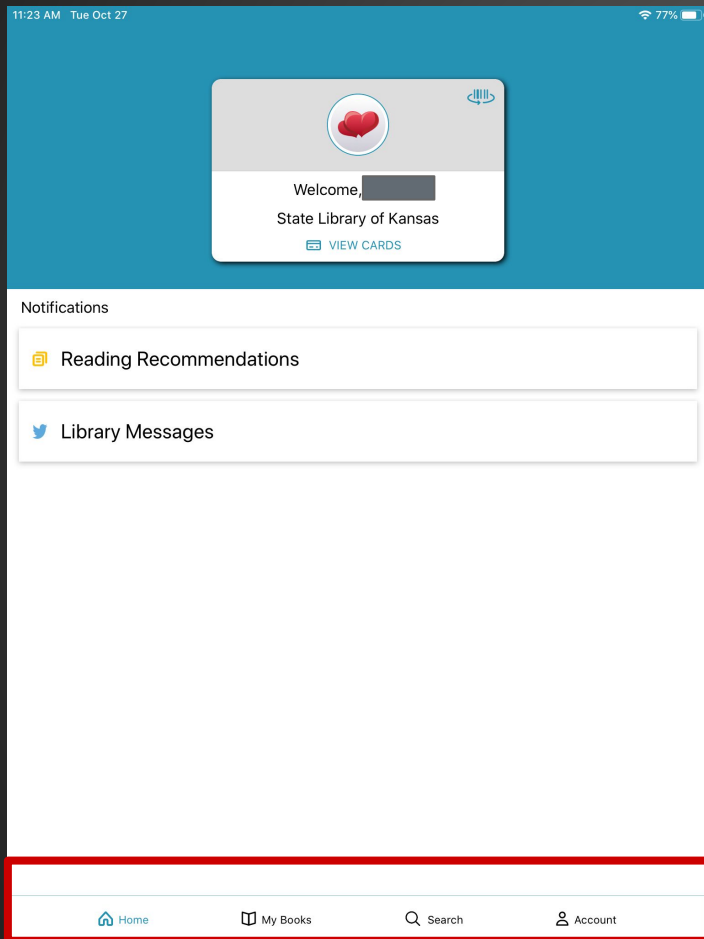 11:23 AM Tue Oct 27 77%
Welcome,
State Library of Kansas
VIEW CARDS
Notifications
Reading Recommendations
Library Messages
Home My Books Search Account